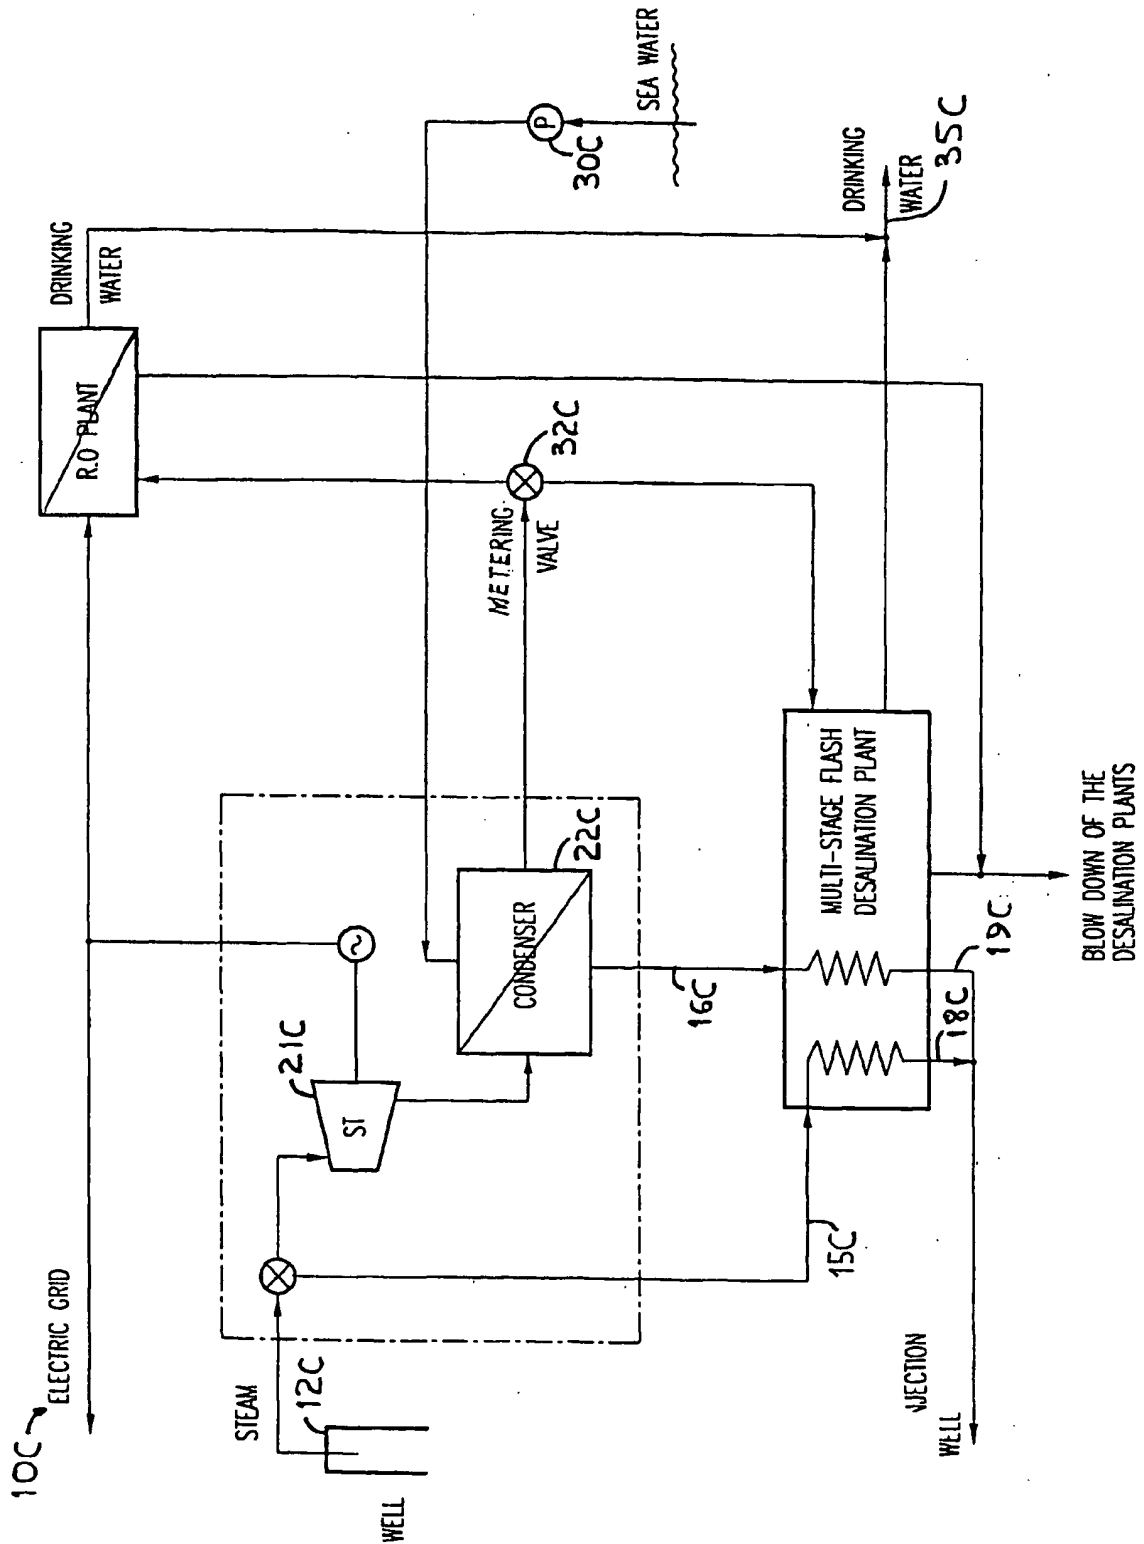 10C
ELECTRIC GRID
R.O PLANT
DRINKING
WATER
STEAM
12C
WELL
21C
ST
~
CONDENSER
22C
METERING
VALVE
32C
P
30C
SEA WATER
16C
15C
MULTI-STAGE FLASH
DESALINATION PLANT
DRINKING
WATER
35C
18C
19C
NJECTION
WELL
BLOW DOWN OF THE
DESALINATION PLANTS